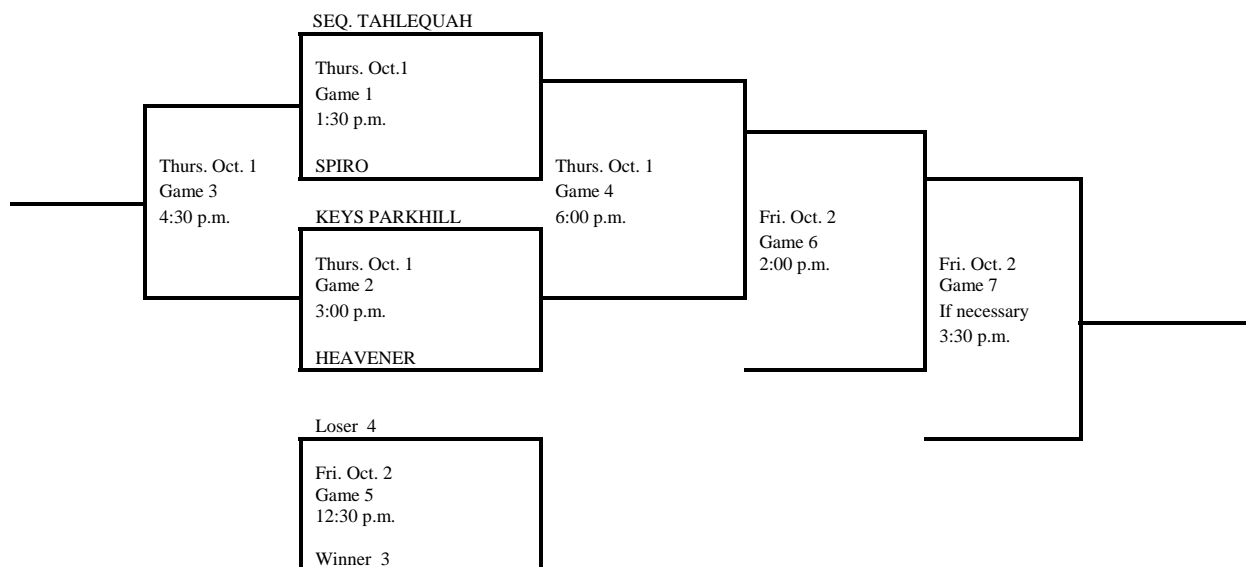 SEQ. TAHLEQUAH
Thurs. Oct.1
Game 1
1:30 p.m.
SPIRO
Thurs. Oct. 1
Game 3
4:30 p.m.
Thurs. Oct. 1
Game 4
6:00 p.m.
KEYS PARKHILL
Thurs. Oct. 1
Game 2
3:00 p.m.
HEAVENER
Fri. Oct. 2
Game 6
2:00 p.m.
Fri. Oct. 2
Game 7
If necessary
3:30 p.m.
Loser 4
Fri. Oct. 2
Game 5
12:30 p.m.
Winner 3